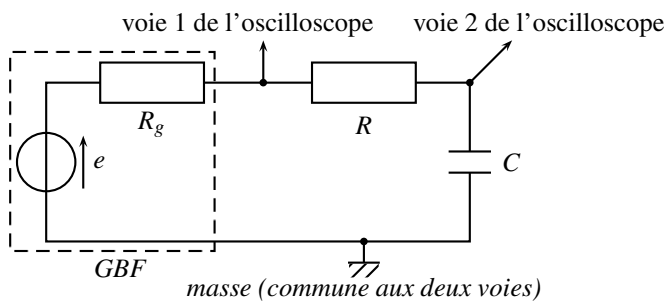 voie 1 de l'oscilloscope
voie 2 de l'oscilloscope
R_g
R
e
C
GBF
masse (commune aux deux voies)